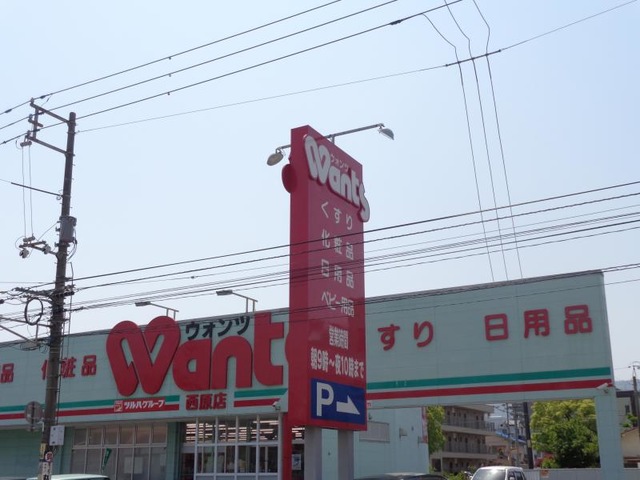 ウォンツ
Wants
くすり
化粧品
日用品
ベビー用品
営業時間
朝9時〜夜10時まで
P
品 化粧品
ウォンツ
Want
すり 日用品
ツルハグループ 西原店